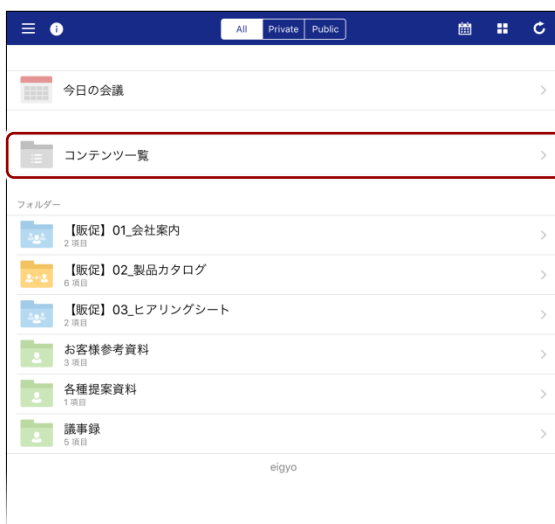 All Private Public
今日の会議
コンテンツ一覧
フォルダー
【販促】01_会社案内
2 項目
【販促】02_製品カタログ
6 項目
【販促】03_ヒアリングシート
2 項目
お客様参考資料
3 項目
各種提案資料
1 項目
議事録
5 項目
eigyo